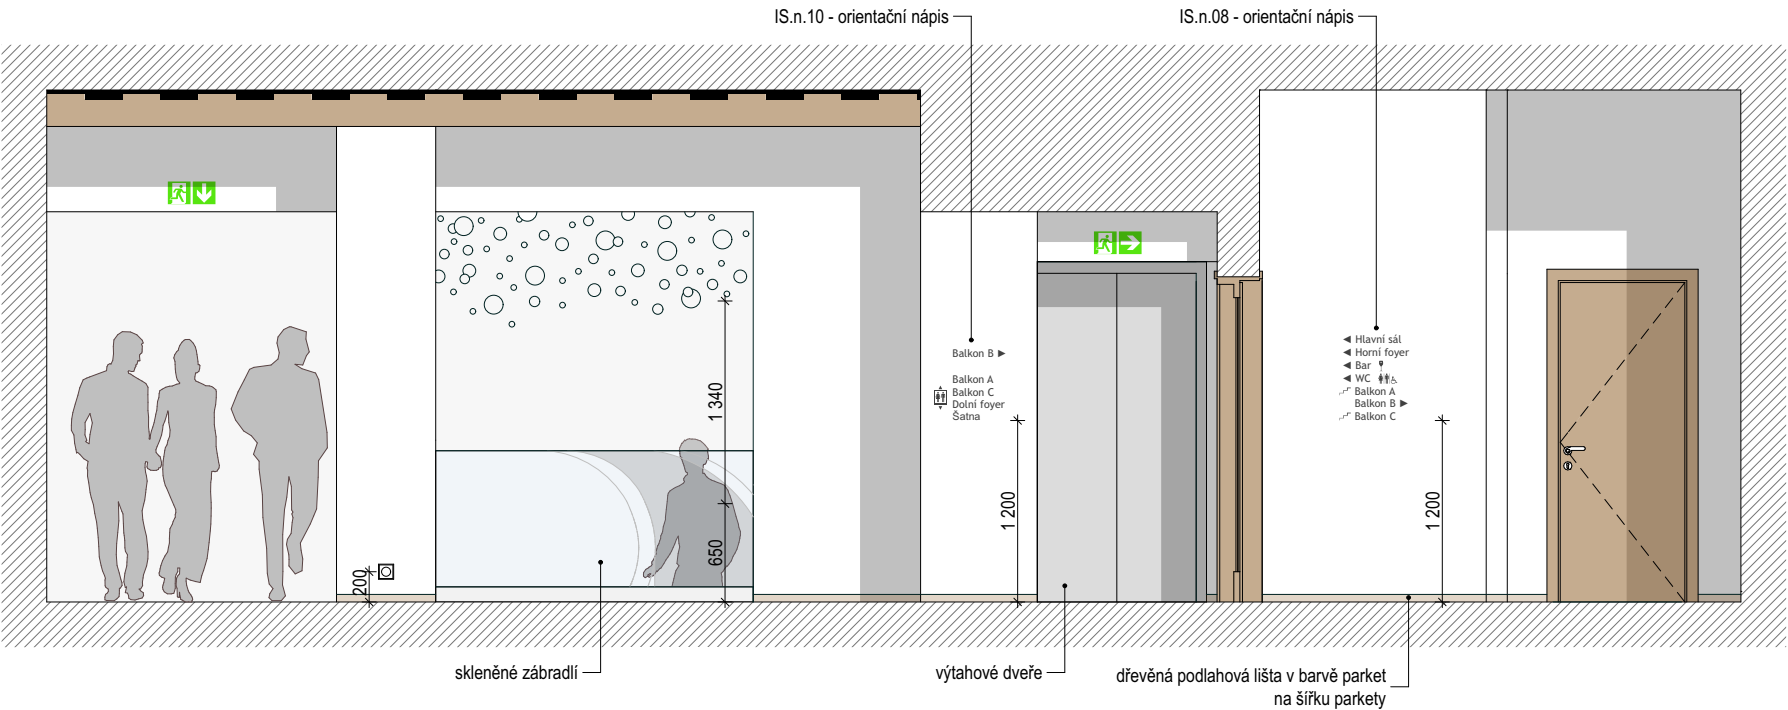 IS.n.10 - orientační nápis
IS.n.08 - orientační nápis
Balkon B ►
Balkon A
Balkon C
Dolní foyer
Šatna
◄ Hlavní sál
◄ Horní foyer
◄ Bar
◄ WC
Balkon A
Balkon B ►
Balkon C
1 340
650
200
1 200
1 200
skleněné zábradlí
výtahové dveře
dřevěná podlahová lišta v barvě parket
na šířku parkety